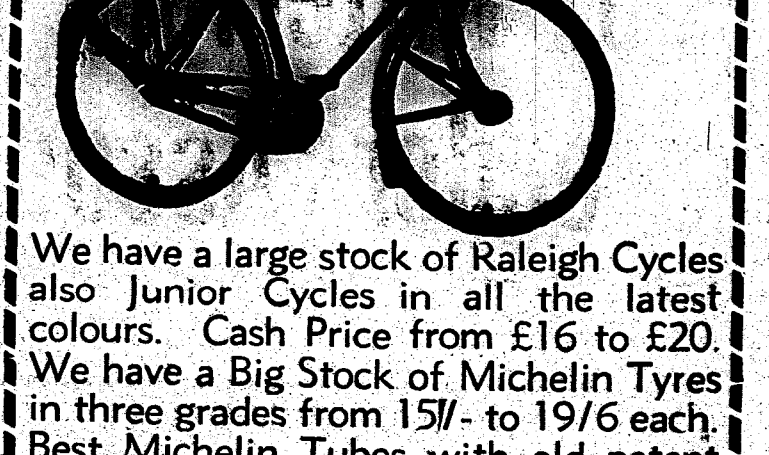 We have a large stock of Raleigh Cycles
also Junior Cycles in all the latest
colours. Cash Price from £16 to £20.
We have a Big Stock of Michelin Tyres
in three grades from 15/- to 19/6 each.
Best Michelin Tubes with old patent